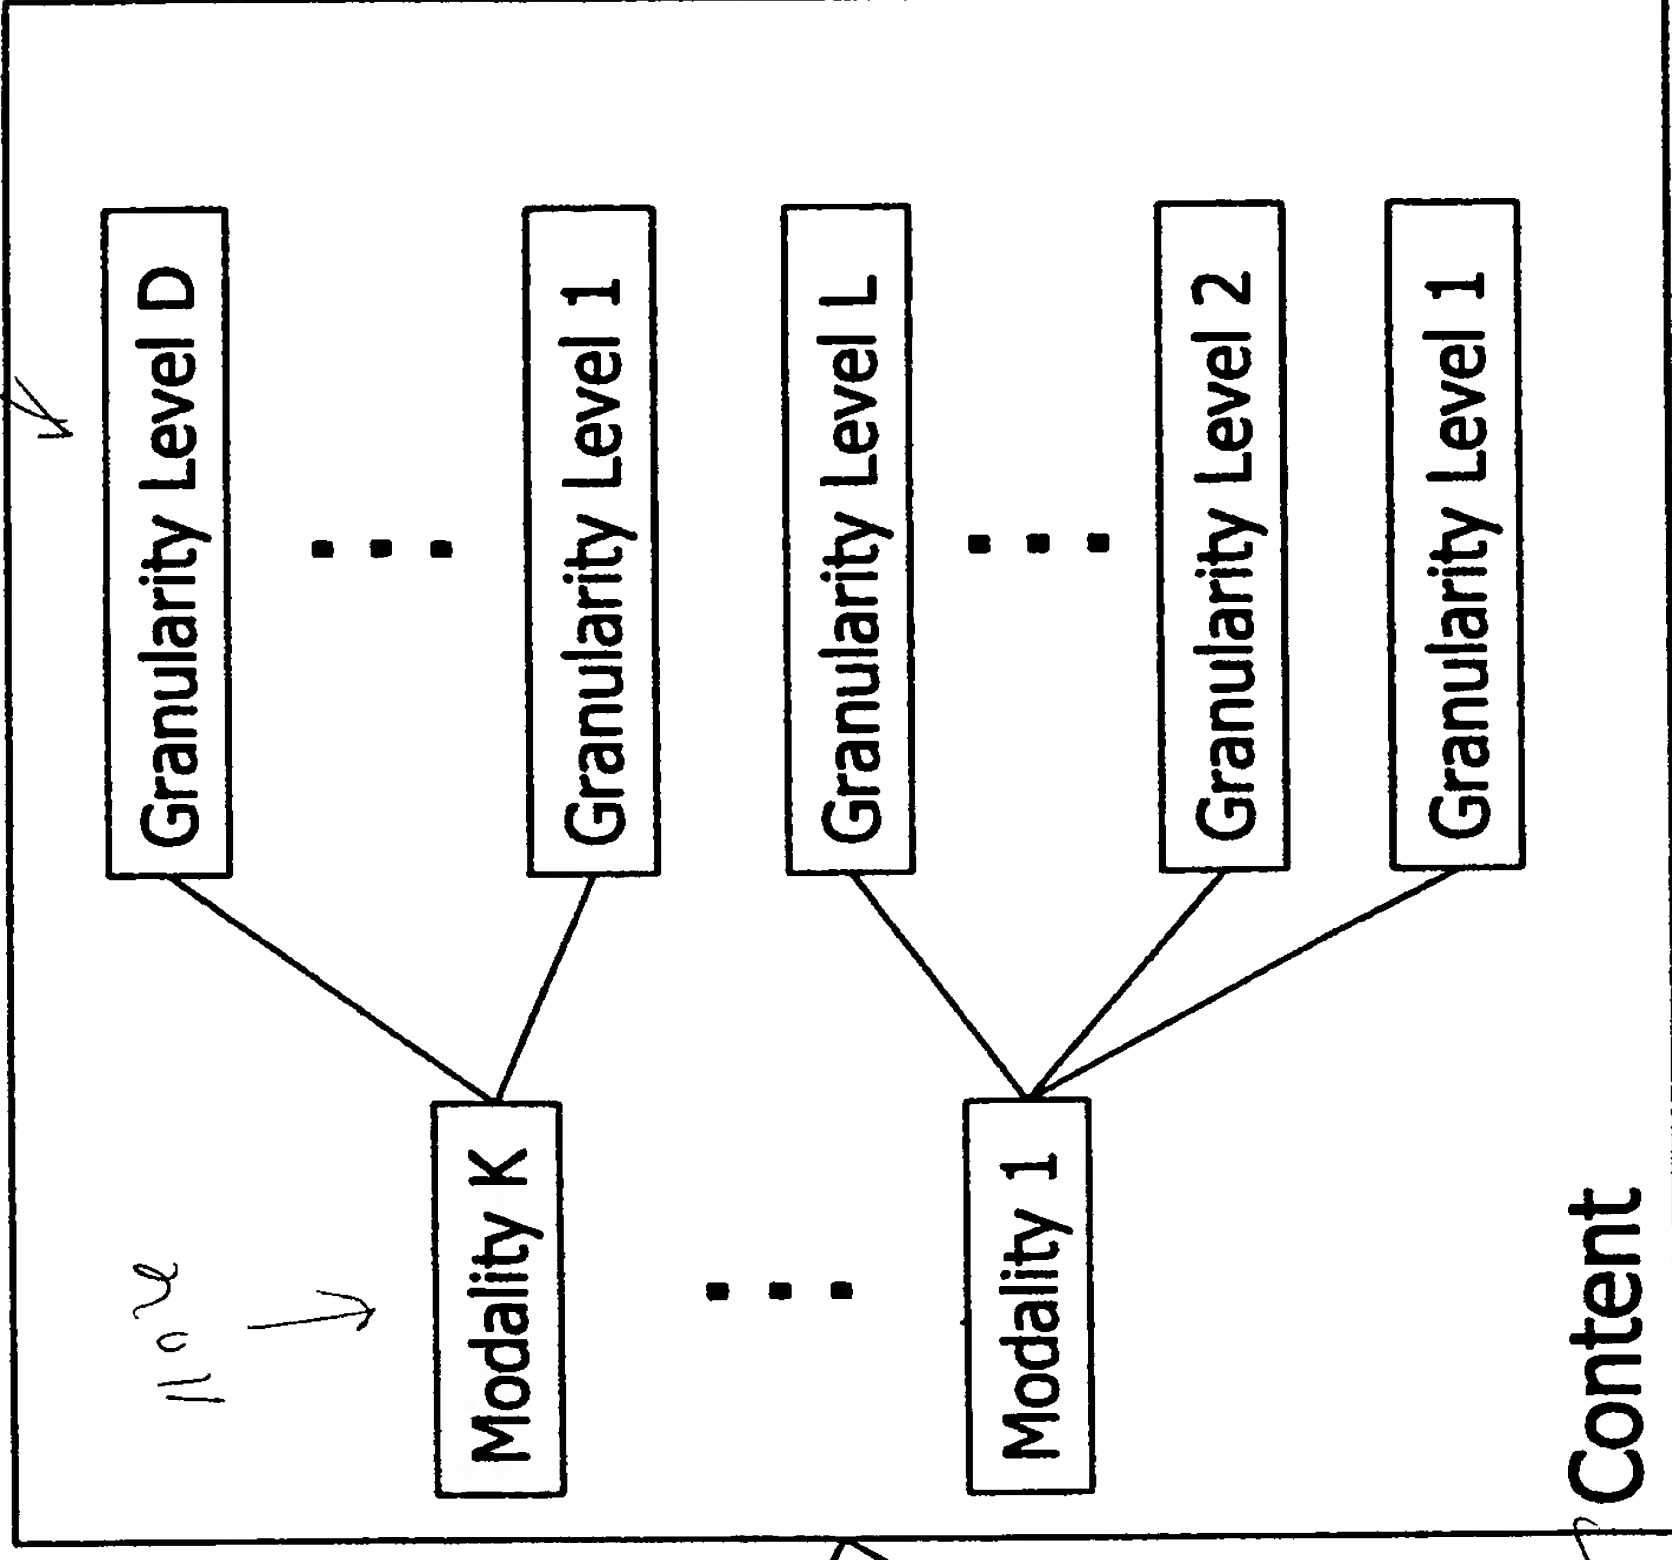 Granularity Level D
Modality K
Granularity Level 1
Granularity Level L
Modality 1
Granularity Level 2
Granularity Level 1
Content